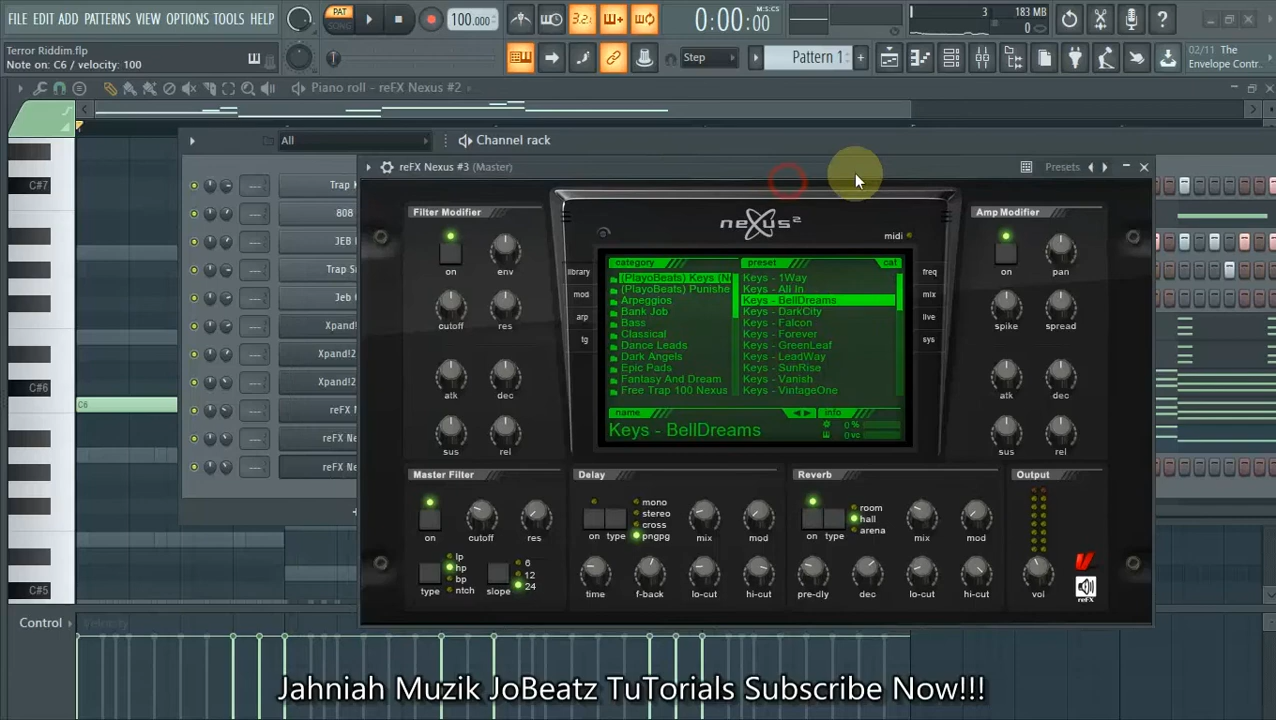 FILE EDIT ADD PATTERNS VIEW OPTIONS TOOLS HELP
PAT
SONG
100.000
3.2.
0:00:00
M:S:CS
3
183 MB
0
Terror Riddim.flp
Note on: C6 / velocity: 100
Step
Pattern 1
02/11 The
Envelope Contr..
Piano roll - reFX Nexus #2
All
Channel rack
C#7
Trap K
808
JEB
Trap Si
Jeb C
Xpand!
Xpand!2
reFX
reFX Ne
reFX Ne
C#6
C6
C#5
reFX Nexus #3 (Master)
Presets
Filter Modifier
on
env
cutoff
res
atk
dec
sus
rel
nexus²
midi
library
mod
arp
tg
category
preset
cat
(PlayoBeats) Keys (N
(PlayoBeats) Punishe
Arpeggios
Bank Job
Bass
Classical
Dance Leads
Dark Angels
Epic Pads
Fantasy And Dream
Free Trap 100 Nexus
Keys - 1Way
Keys - All In
Keys - BellDreams
Keys - DarkCity
Keys - Falcon
Keys - Forever
Keys - GreenLeaf
Keys - LeadWay
Keys - SunRise
Keys - Vanish
Keys - VintageOne
name
info
Keys - BellDreams
0 %
0 vc
freq
mix
live
sys
Amp Modifier
on
pan
spike
spread
atk
dec
sus
rel
Master Filter
on
cutoff
res
type
lp
hp
bp
ntch
slope
6
12
24
Delay
on
type
mono
stereo
cross
pngpg
mix
mod
time
f-back
lo-cut
hi-cut
Reverb
on
type
room
hall
arena
mix
mod
pre-dly
dec
lo-cut
hi-cut
Output
vol
reFX
Control
Velocity
Jahniah Muzik JoBeatz TuTorials Subscribe Now!!!